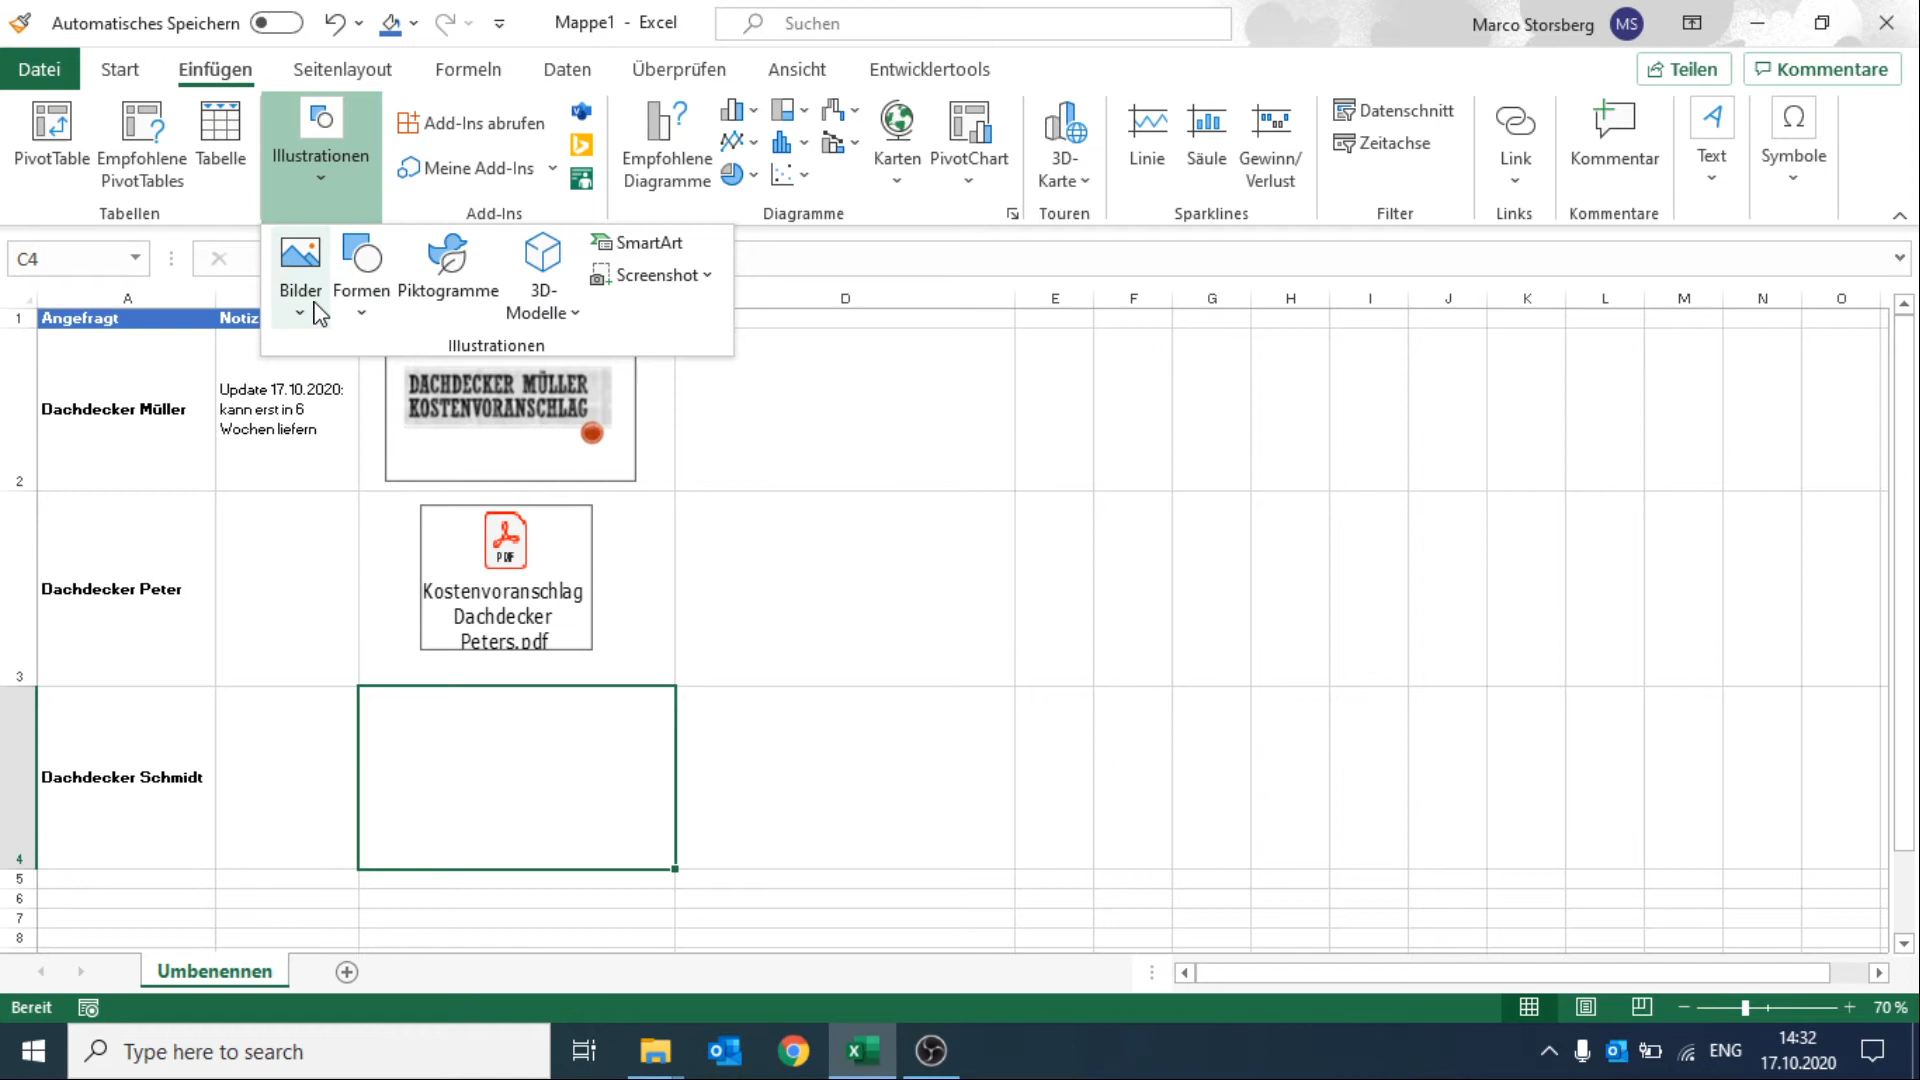 Automatisches Speichern
Mappe1 - Excel
Suchen
Marco Storsberg
MS
Datei
Start
Einfügen
Seitenlayout
Formeln
Daten
Überprüfen
Ansicht
Entwicklertools
Teilen
Kommentare
PivotTable
Empfohlene
PivotTables
Tabelle
Tabellen
Illustrationen
Add-Ins abrufen
Meine Add-Ins
Add-Ins
Empfohlene
Diagramme
Karten
PivotChart
Diagramme
3D-
Karte
Touren
Linie
Säule
Gewinn/
Verlust
Sparklines
Datenschnitt
Zeitachse
Filter
Link
Links
Kommentar
Kommentare
A
Text
Ω
Symbole
C4
Bilder
Formen
Piktogramme
3D-
Modelle
SmartArt
Screenshot
Illustrationen
A D E F G H I J K L M N O
1 Angefragt Notiz
2 Dachdecker Müller
Update 17.10.2020:
kann erst in 6
Wochen liefern
DACHDECKER MÜLLER
KOSTENVORANSCHLAG
3 Dachdecker Peter
PDF
Kostenvoranschlag
Dachdecker
Peters.pdf
4 Dachdecker Schmidt
5
6
7
8
Umbenennen
Bereit
70 %
Type here to search
ENG
14:32
17.10.2020